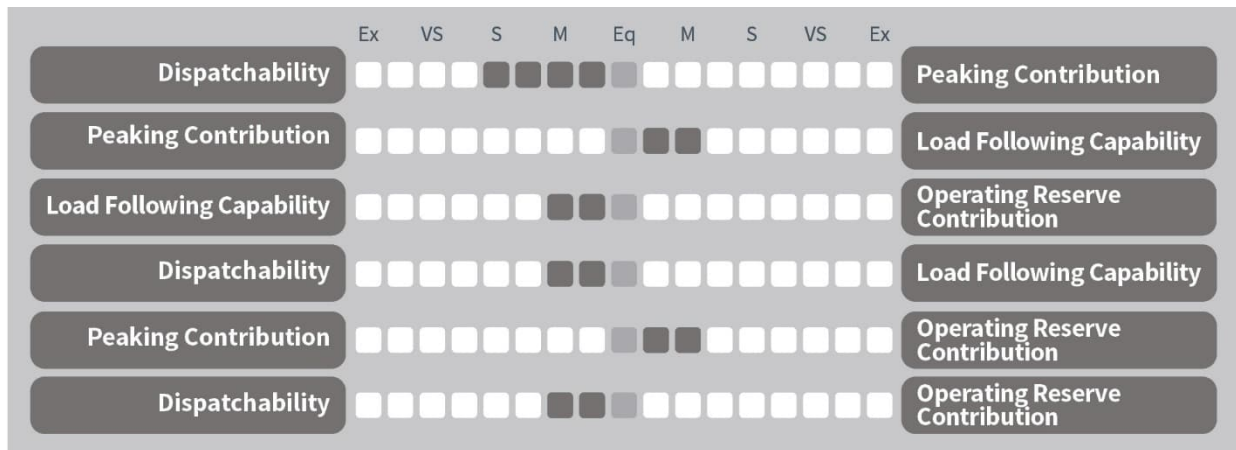 Ex VS S M Eq M S VS Ex
Dispatchability Peaking Contribution
Peaking Contribution Load Following Capability
Load Following Capability Operating Reserve
Contribution
Dispatchability Load Following Capability
Peaking Contribution Operating Reserve
Contribution
Dispatchability Operating Reserve
Contribution